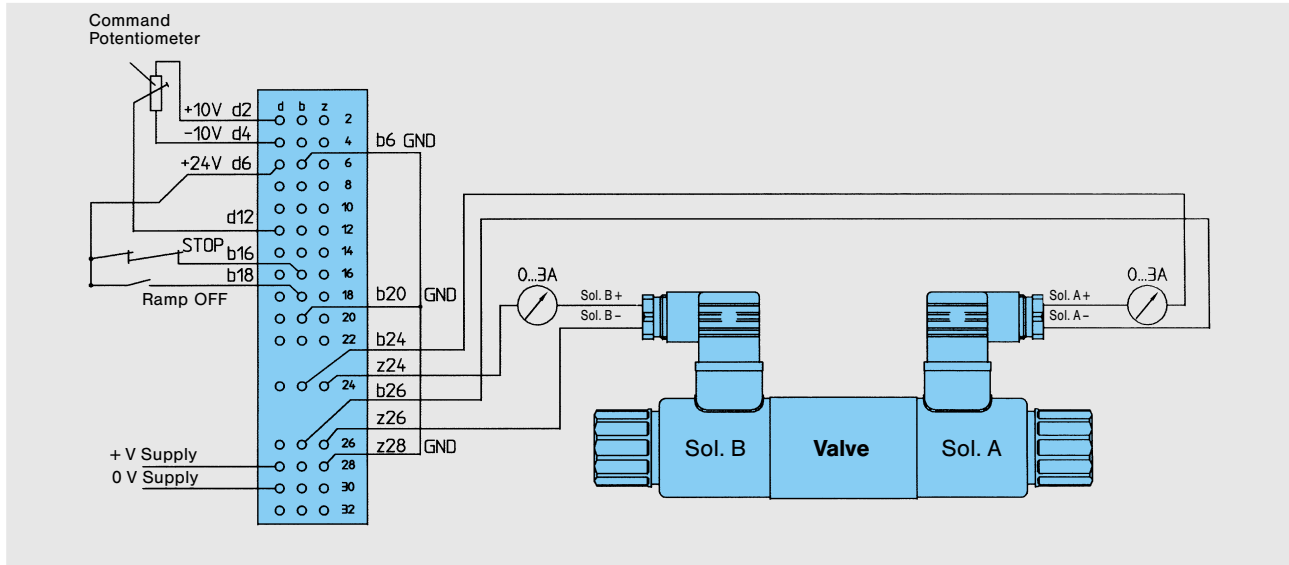 Command
Potentiometer
+10V d2
d b z
2
-10V d4
4
b6 GND
+24V d6
6
8
10
d12
12
14
STOP
b16
16
b18
18
Ramp OFF
b20 GND
20
22
b24
z24
24
b26
z26
26
z28 GND
28
+ V Supply
0 V Supply
30
32
0...3A
Sol. B+
Sol. B–
0...3A
Sol. A+
Sol. A–
Sol. B
Valve
Sol. A